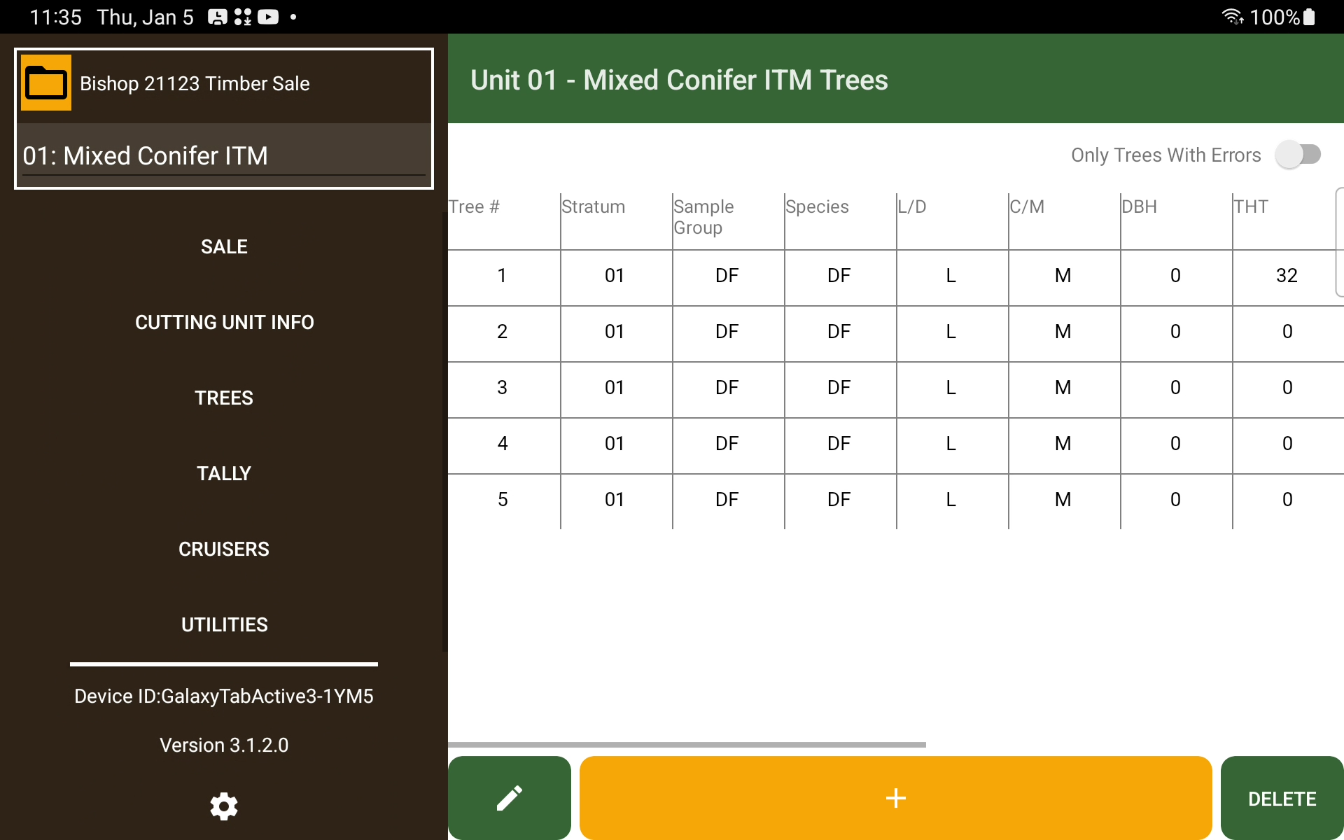 11:35 Thu, Jan 5
100%
Bishop 21123 Timber Sale
01: Mixed Conifer ITM
SALE
CUTTING UNIT INFO
TREES
TALLY
CRUISERS
UTILITIES
Device ID:GalaxyTabActive3-1YM5
Version 3.1.2.0
Unit 01 - Mixed Conifer ITM Trees
Only Trees With Errors
Tree # Stratum Sample Group Species L/D C/M DBH THT
1 01 DF DF L M 0 32
2 01 DF DF L M 0 0
3 01 DF DF L M 0 0
4 01 DF DF L M 0 0
5 01 DF DF L M 0 0
+
DELETE